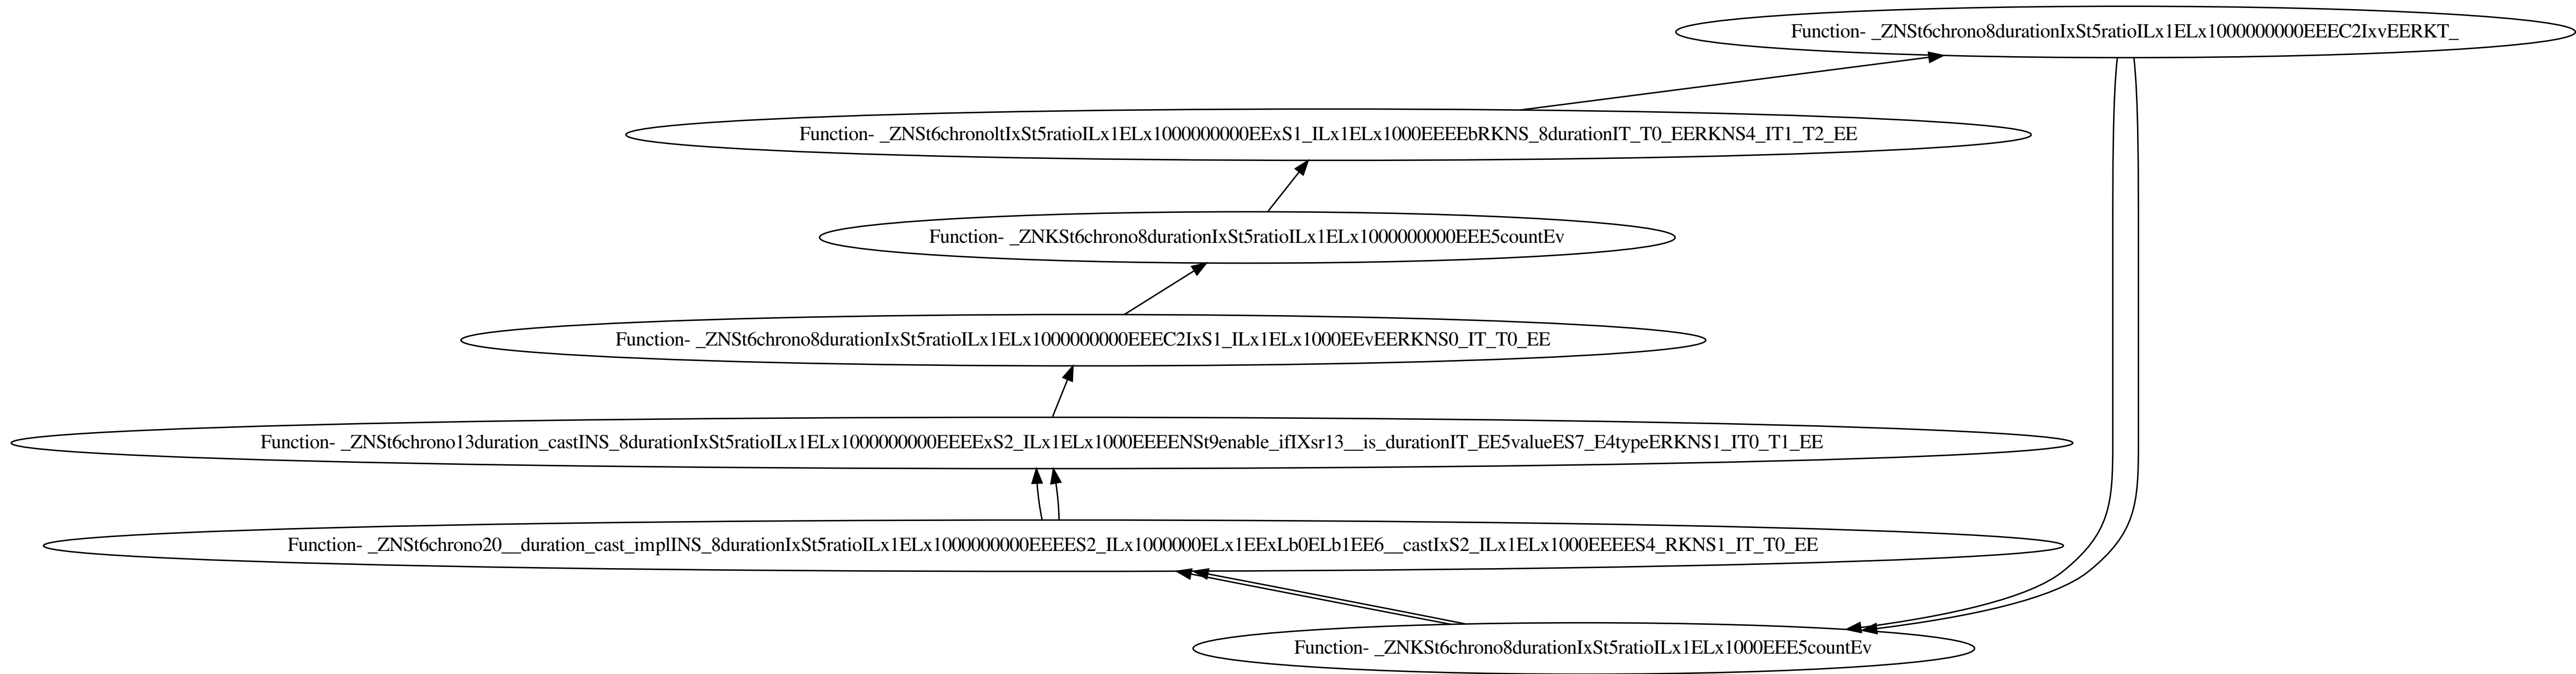 Function- _ZNSt6chrono8durationIxSt5ratioILx1ELx1000000000EEEC2IxvEERKT_
Function- _ZNSt6chronoltIxSt5ratioILx1ELx1000000000EExS1_ILx1ELx1000EEEEbRKNS_8durationIT_T0_EERKNS4_IT1_T2_EE
Function- _ZNKSt6chrono8durationIxSt5ratioILx1ELx1000000000EEE5countEv
Function- _ZNSt6chrono8durationIxSt5ratioILx1ELx1000000000EEEC2IxS1_ILx1ELx1000EEvEERKNS0_IT_T0_EE
Function- _ZNSt6chrono13duration_castINS_8durationIxSt5ratioILx1ELx1000000000EEEExS2_ILx1ELx1000EEEENSt9enable_ifIXsr13__is_durationIT_EE5valueES7_E4typeERKNS1_IT0_T1_EE
Function- _ZNSt6chrono20__duration_cast_implINS_8durationIxSt5ratioILx1ELx1000000000EEEES2_ILx1000000ELx1EExLb0ELb1EE6__castIxS2_ILx1ELx1000EEEES4_RKNS1_IT_T0_EE
Function- _ZNKSt6chrono8durationIxSt5ratioILx1ELx1000EEE5countEv